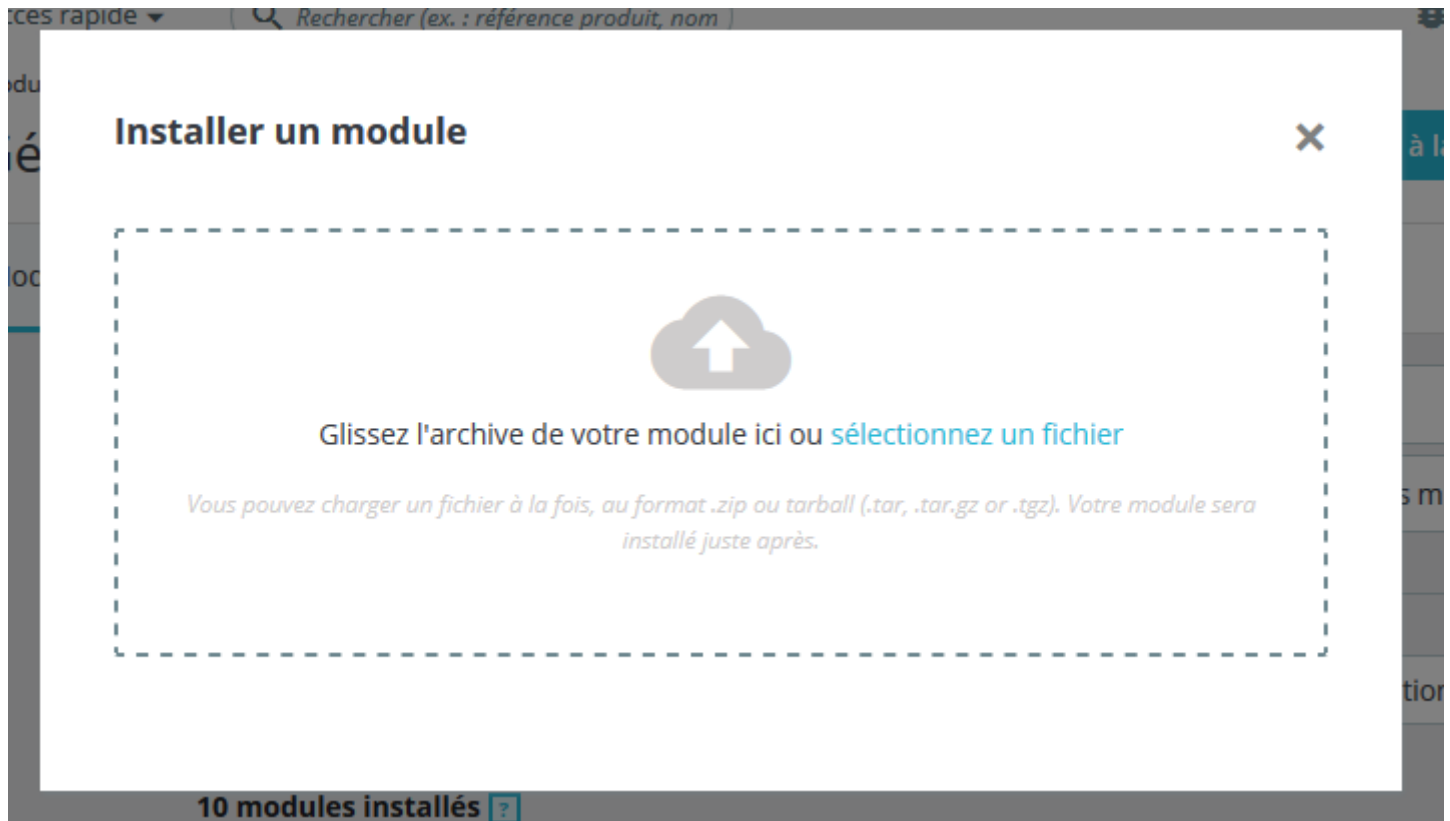 rapide
Rechercher (ex. : référence produit, nom
Installer un module
à la
Glissez l'archive de votre module ici ou sélectionnez un fichier
Vous pouvez charger un fichier à la fois, au format .zip ou tarball (.tar, .tar.gz or .tgz). Votre module sera
installé juste après.
10 modules installés ?